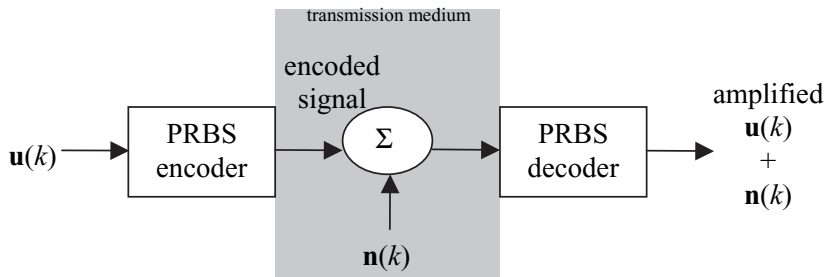 transmission medium
encoded
signal
u(k)
PRBS
encoder
Σ
PRBS
decoder
amplified
u(k)
+
n(k)
n(k)